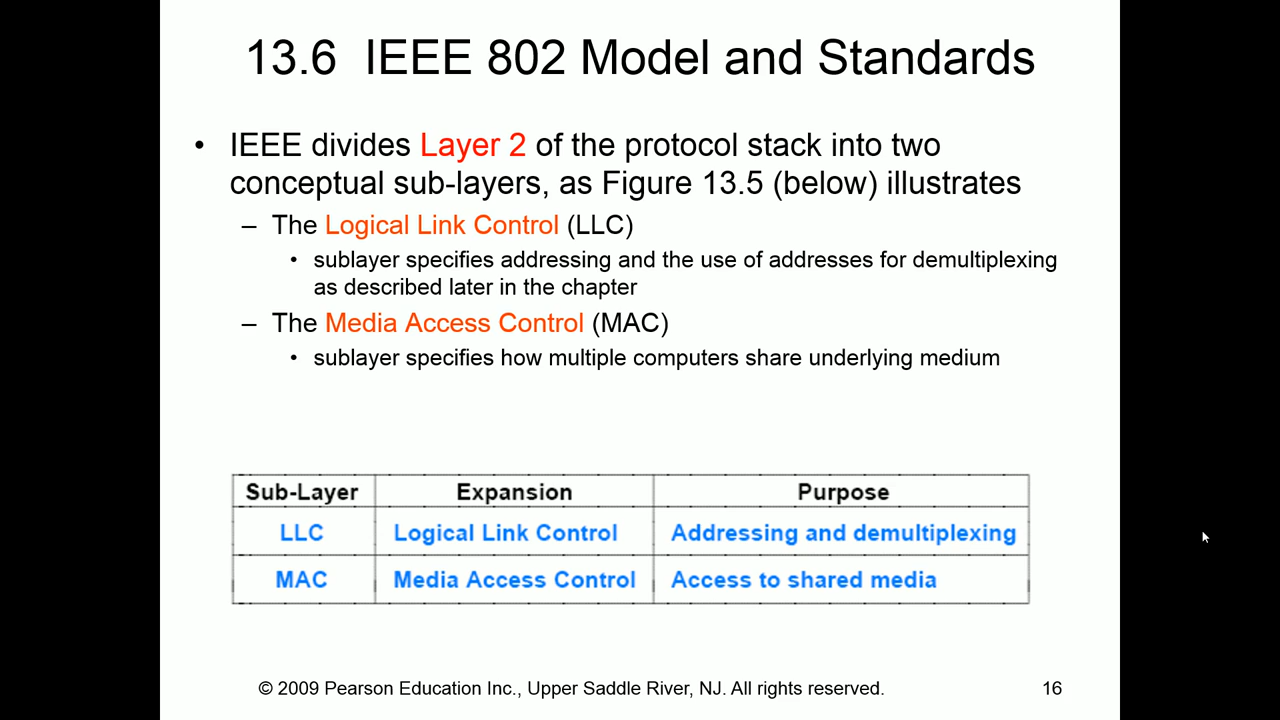 13.6 IEEE 802 Model and Standards
• IEEE divides Layer 2 of the protocol stack into two
conceptual sub-layers, as Figure 13.5 (below) illustrates
– The Logical Link Control (LLC)
• sublayer specifies addressing and the use of addresses for demultiplexing
as described later in the chapter
– The Media Access Control (MAC)
• sublayer specifies how multiple computers share underlying medium
Sub-Layer Expansion Purpose
LLC Logical Link Control Addressing and demultiplexing
MAC Media Access Control Access to shared media
© 2009 Pearson Education Inc., Upper Saddle River, NJ. All rights reserved. 16